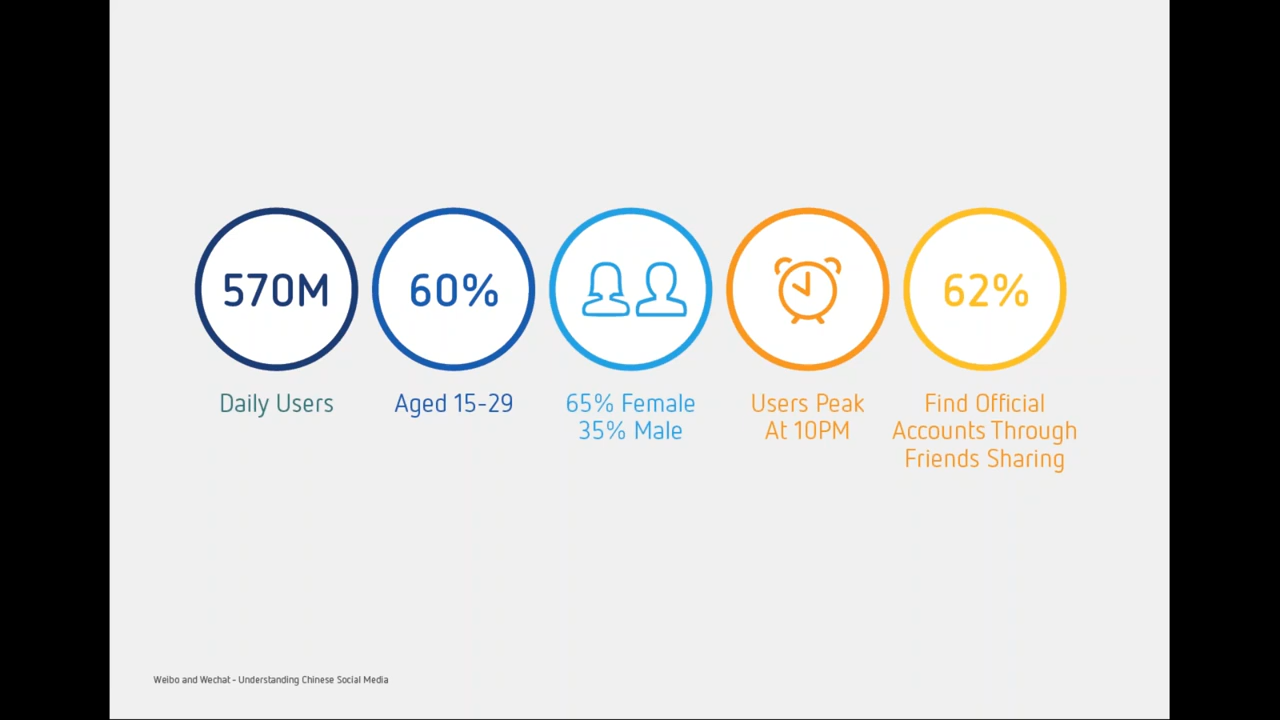 570M
Daily Users
60%
Aged 15-29
65% Female
35% Male
Users Peak
At 10PM
62%
Find Official
Accounts Through
Friends Sharing
Weibo and Wechat - Understanding Chinese Social Media